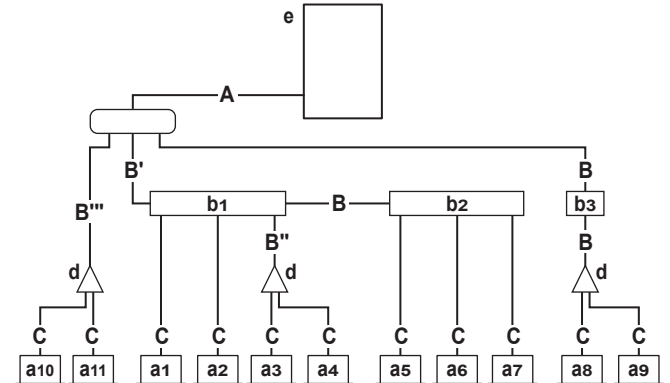 e
A
B' B
B''' b1 B b2 b3
B'' B
d d d
C C C C C C C C C C C
a10 a11 a1 a2 a3 a4 a5 a6 a7 a8 a9